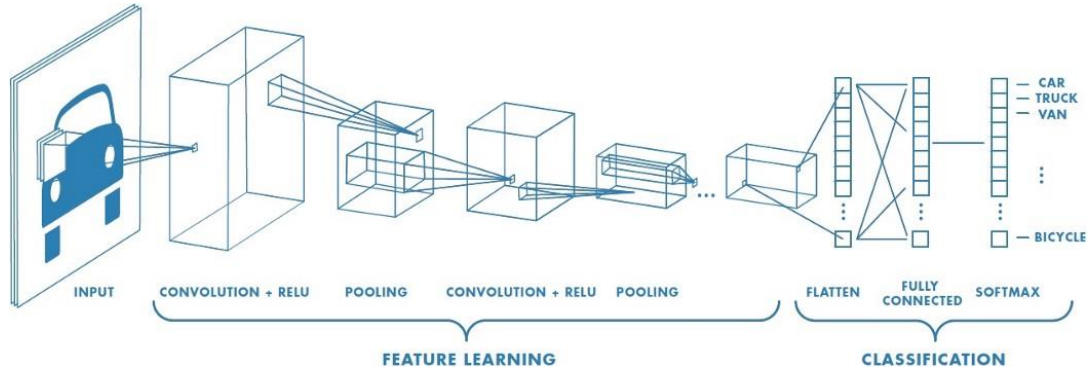 CAR
TRUCK
VAN
BICYCLE
INPUT
CONVOLUTION + RELU
POOLING
CONVOLUTION + RELU
POOLING
FLATTEN
FULLY
CONNECTED
SOFTMAX
FEATURE LEARNING
CLASSIFICATION